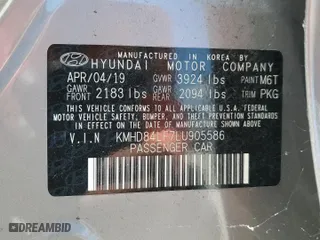 MANUFACTURED IN KOREA BY
HYUNDAI MOTOR COMPANY
APR/04/19 GVWR 3924 lbs PAINT M6T
GAWR FRONT 2183 lbs GAWR REAR 2094 lbs TRIM PKG
THIS VEHICLE CONFORMS TO ALL APPLICABLE
U.S. FEDERAL MOTOR VEHICLE SAFETY, BUMPER,
AND THEFT PREVENTION STANDARDS IN EFFECT
ON THE DATE OF MANUFACTURE SHOWN ABOVE.
V.I.N KMHD84LF7LU905586
PASSENGER CAR